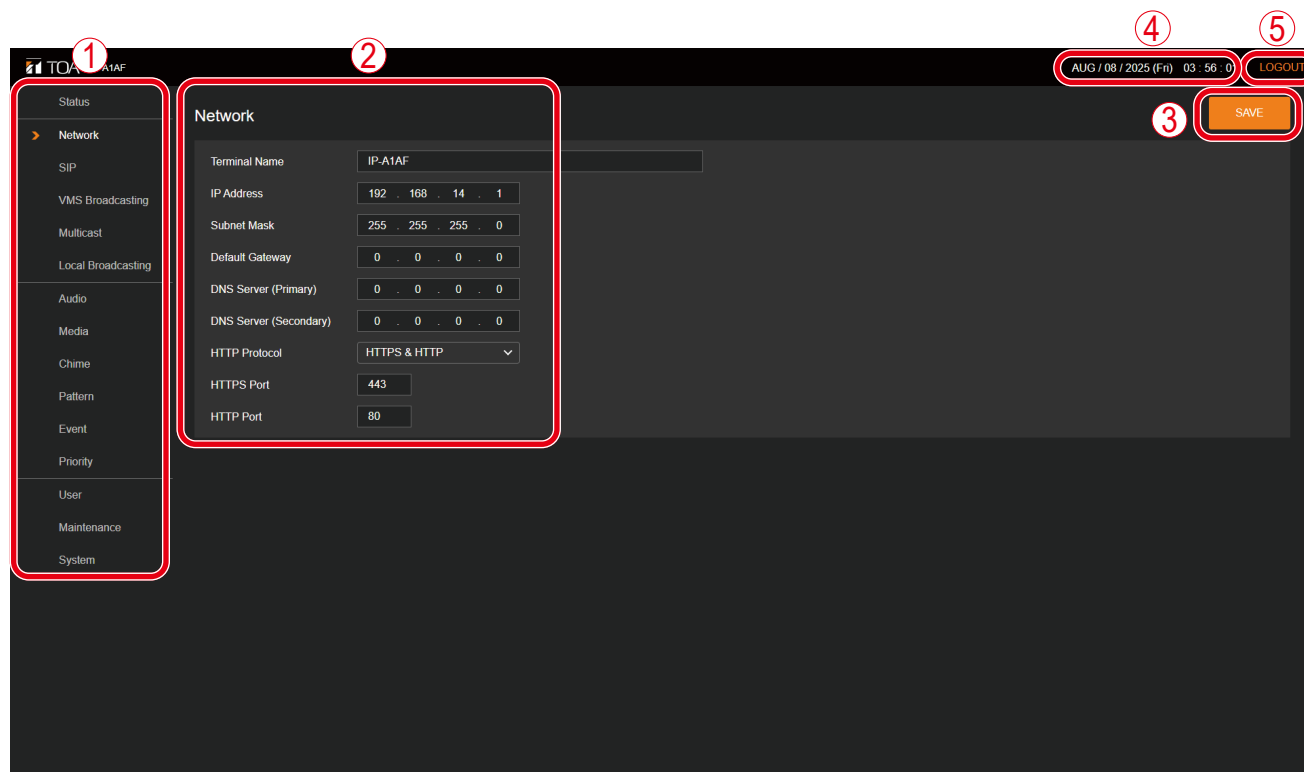 4 5
1 2
TOA A1AF AUG / 08 / 2025 (Fri) 03 : 56 : 0 LOGOUT
Status
Network SAVE
3
Network
Terminal Name IP-A1AF
SIP
IP Address 192 . 168 . 14 . 1
VMS Broadcasting
Subnet Mask 255 . 255 . 255 . 0
Multicast
Default Gateway 0 . 0 . 0 . 0
Local Broadcasting
DNS Server (Primary) 0 . 0 . 0 . 0
Audio
DNS Server (Secondary) 0 . 0 . 0 . 0
Media
HTTP Protocol HTTPS & HTTP
Chime
HTTPS Port 443
Pattern
HTTP Port 80
Event
Priority
User
Maintenance
System